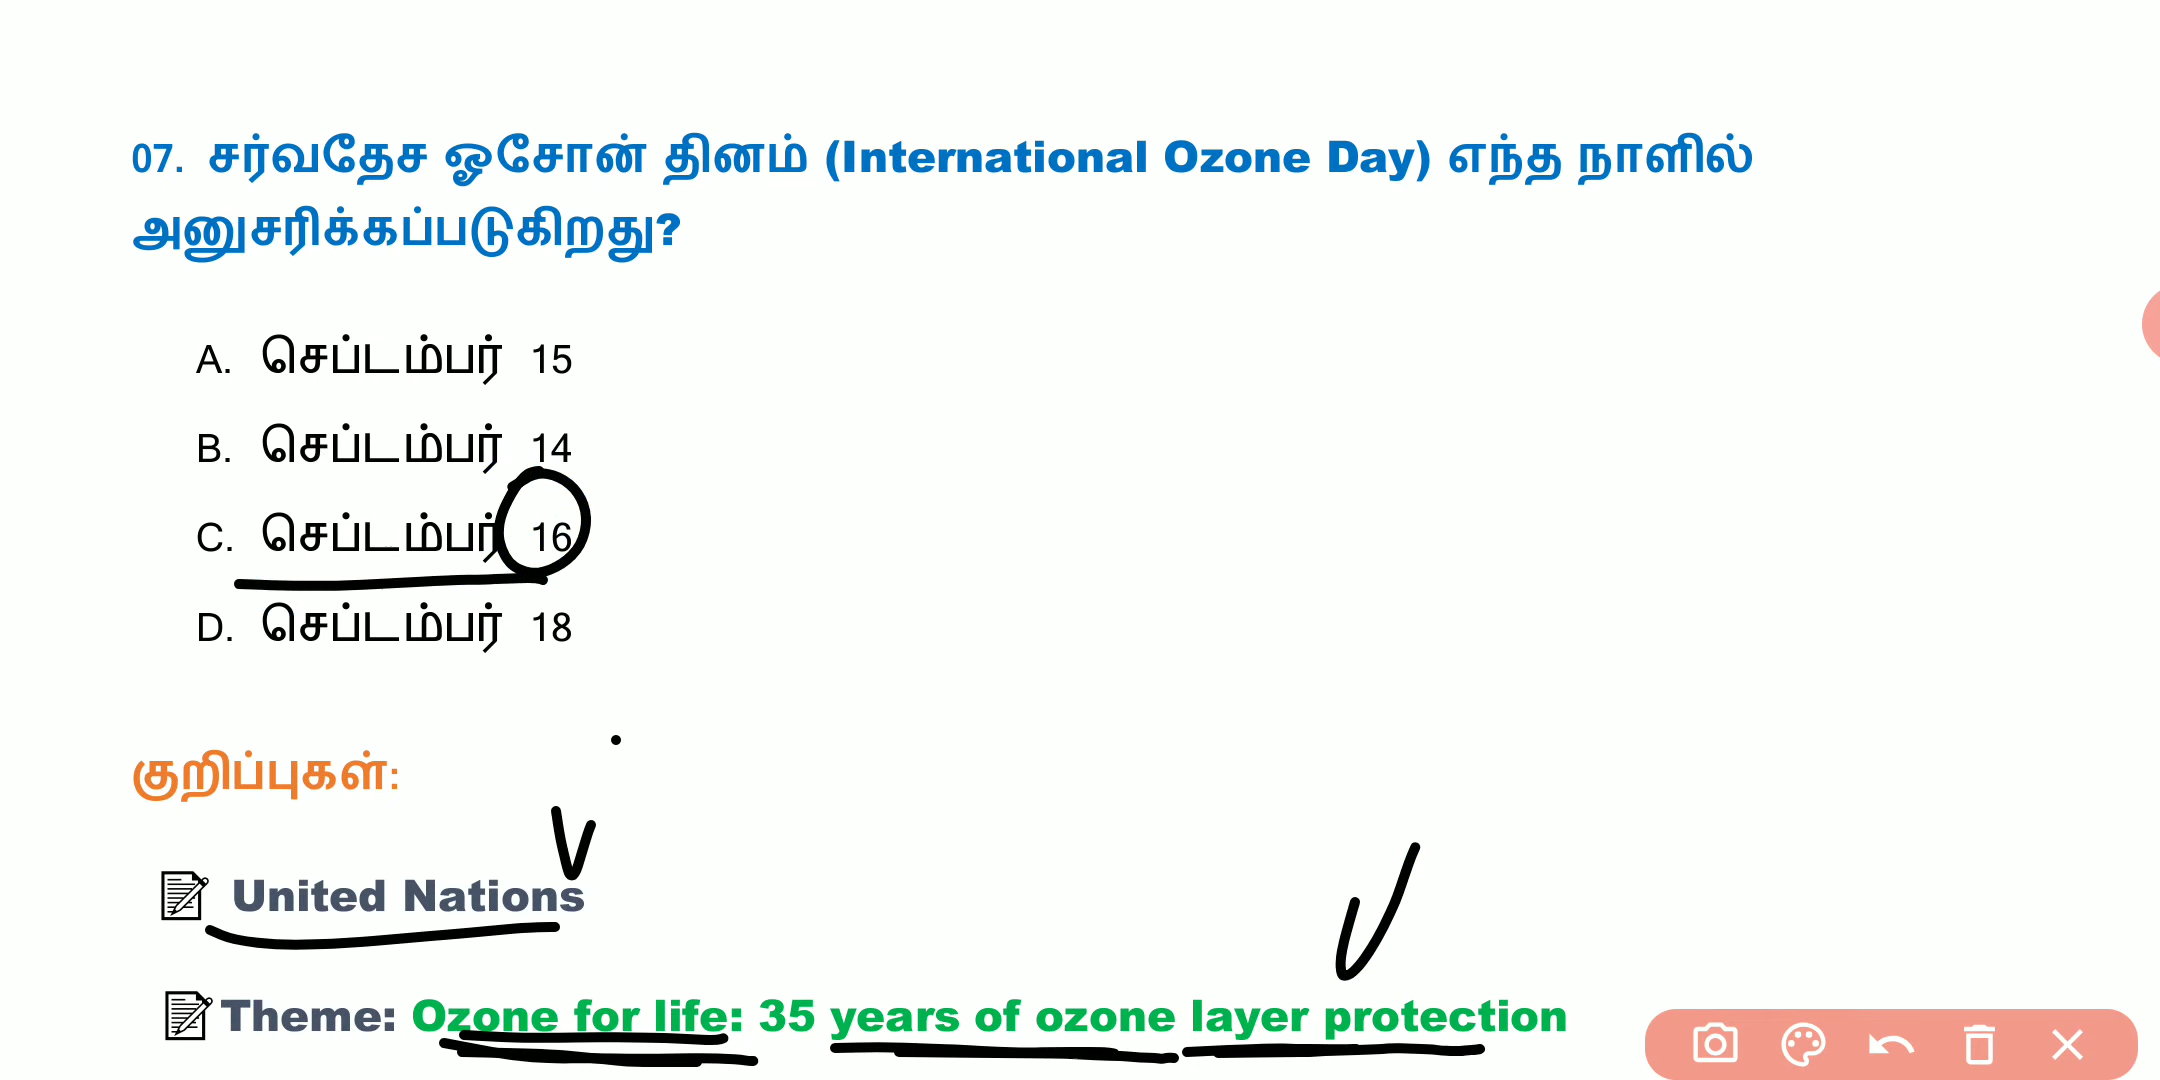 07. சர்வதேச ஓசோன் தினம் (International Ozone Day) எந்த நாளில்
அனுசரிக்கப்படுகிறது?
A. செப்டம்பர் 15
B. செப்டம்பர் 14
C. செப்டம்பர் 16
D. செப்டம்பர் 18
குறிப்புகள்:
United Nations
Theme: Ozone for life: 35 years of ozone layer protection